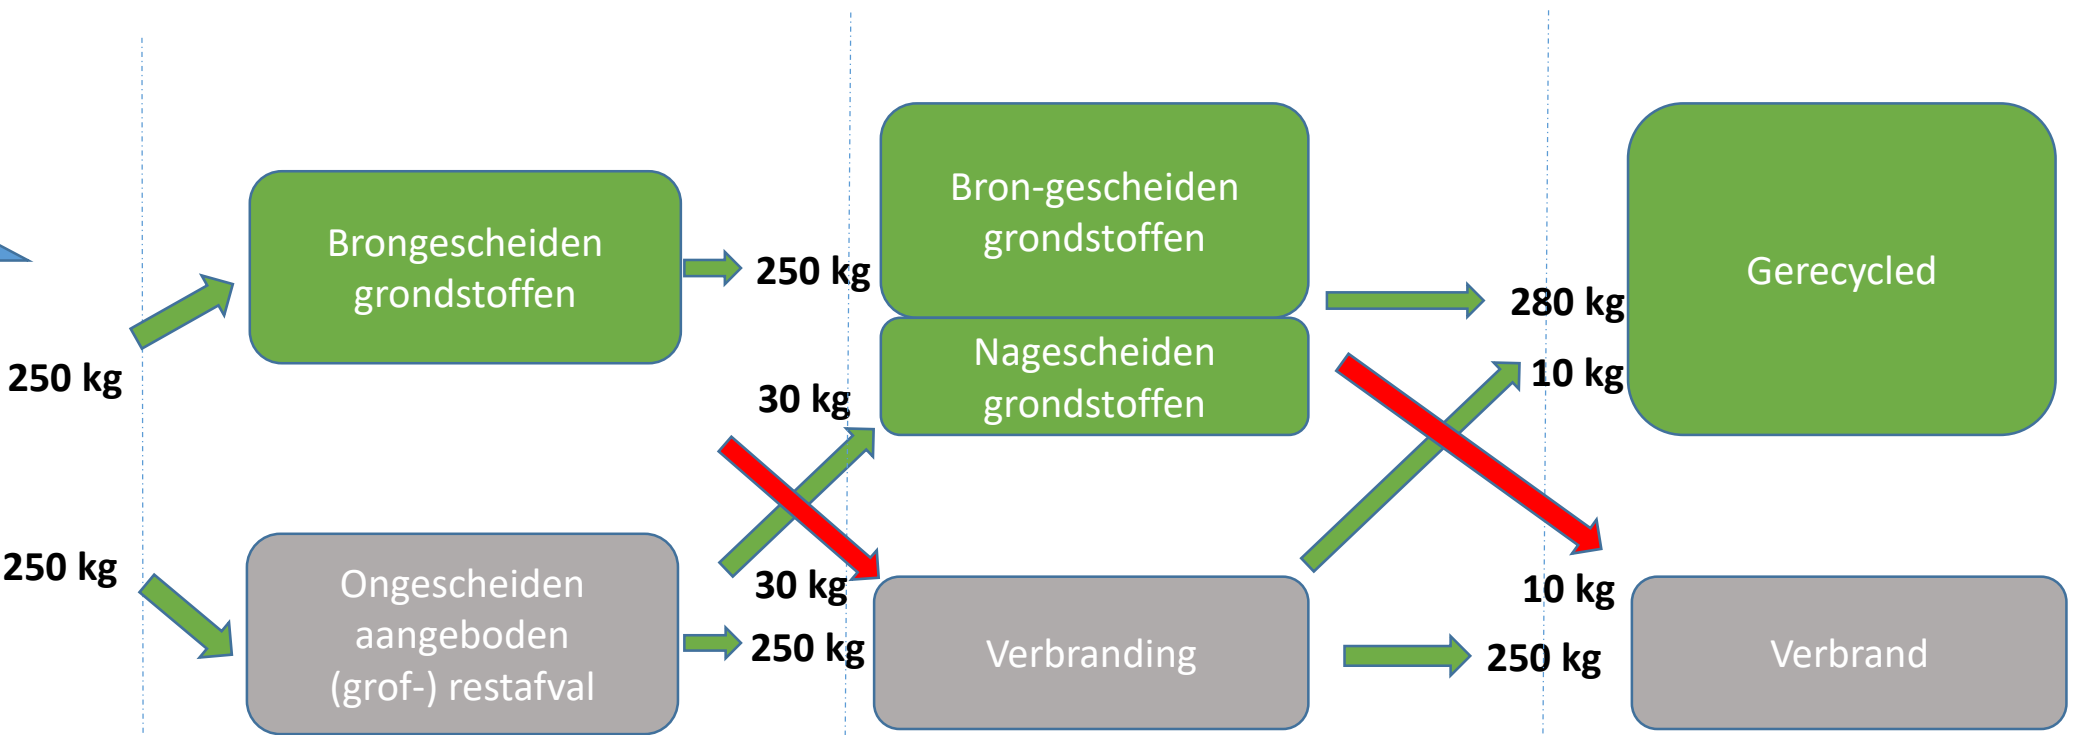 250 kg
250 kg
Brongescheiden
grondstoffen
Ongescheiden
aangeboden
(grof-) restafval
250 kg
30 kg
30 kg
250 kg
Bron-gescheiden
grondstoffen
Nagescheiden
grondstoffen
Verbranding
280 kg
10 kg
10 kg
250 kg
Gerecycled
Verbrand